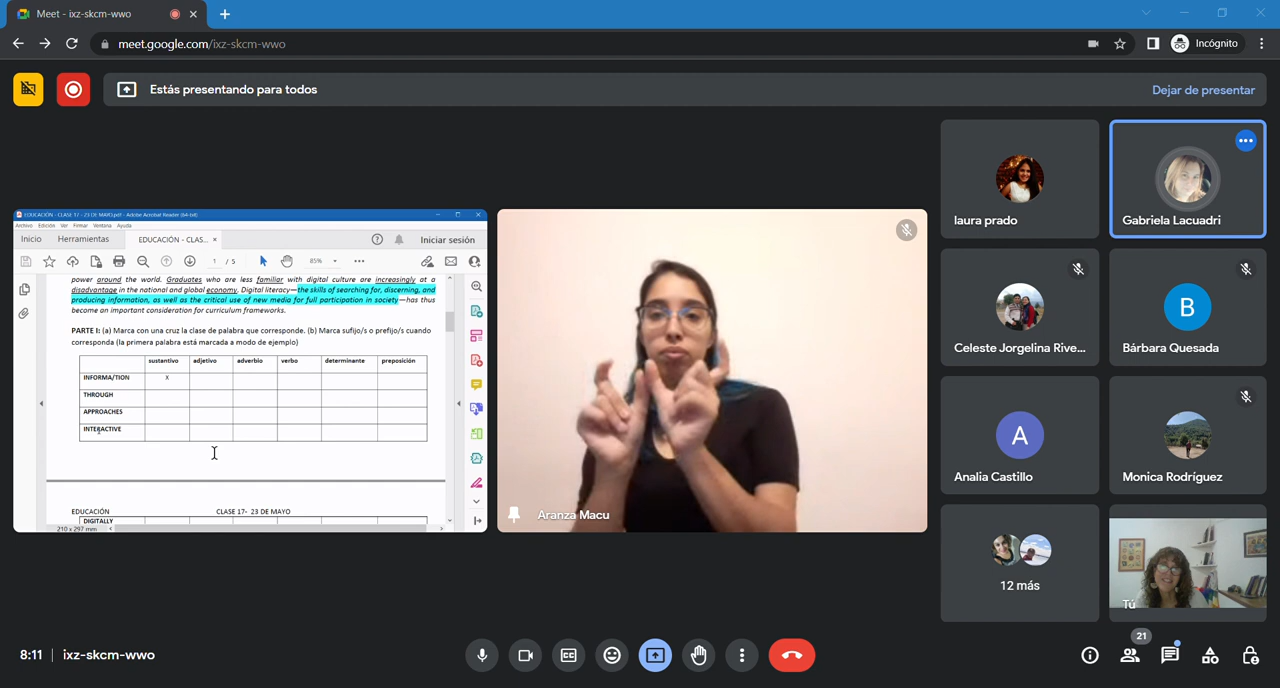 Meet - ixz-skcm-wwo
meet.google.com/ixz-skcm-wwo
Incógnito
Estás presentando para todos
Dejar de presentar
EDUCACIÓN - CLASE 17 - 23 DE MAYO.pdf - Adobe Acrobat Reader (64-bit)
Archivo Edición Ver Firmar Ventana Ayuda
Inicio Herramientas EDUCACIÓN - CLAS... Iniciar sesión
1 / 5 85%
power around the world. Graduates who are less familiar with digital culture are increasingly at a
disadvantage in the national and global economy. Digital literacy—the skills of searching for, discerning, and
producing information, as well as the critical use of new media for full participation in society—has thus
become an important consideration for curriculum frameworks.
PARTE I: (a) Marca con una cruz la clase de palabra que corresponde. (b) Marca sufijo/s o prefijo/s cuando
corresponda (la primera palabra está marcada a modo de ejemplo)
sustantivo adjetivo adverbio verbo determinante preposición
INFORMA/TION X
THROUGH
APPROACHES
INTERACTIVE
EDUCACIÓN CLASE 17- 23 DE MAYO
DIGITALLY
210 x 297 mm
Aranza Macu
laura prado
Gabriela Lacuadri
Celeste Jorgelina Rive...
B
Bárbara Quesada
A
Analia Castillo
Monica Rodríguez
12 más
Tú
8:11 ixz-skcm-wwo
21